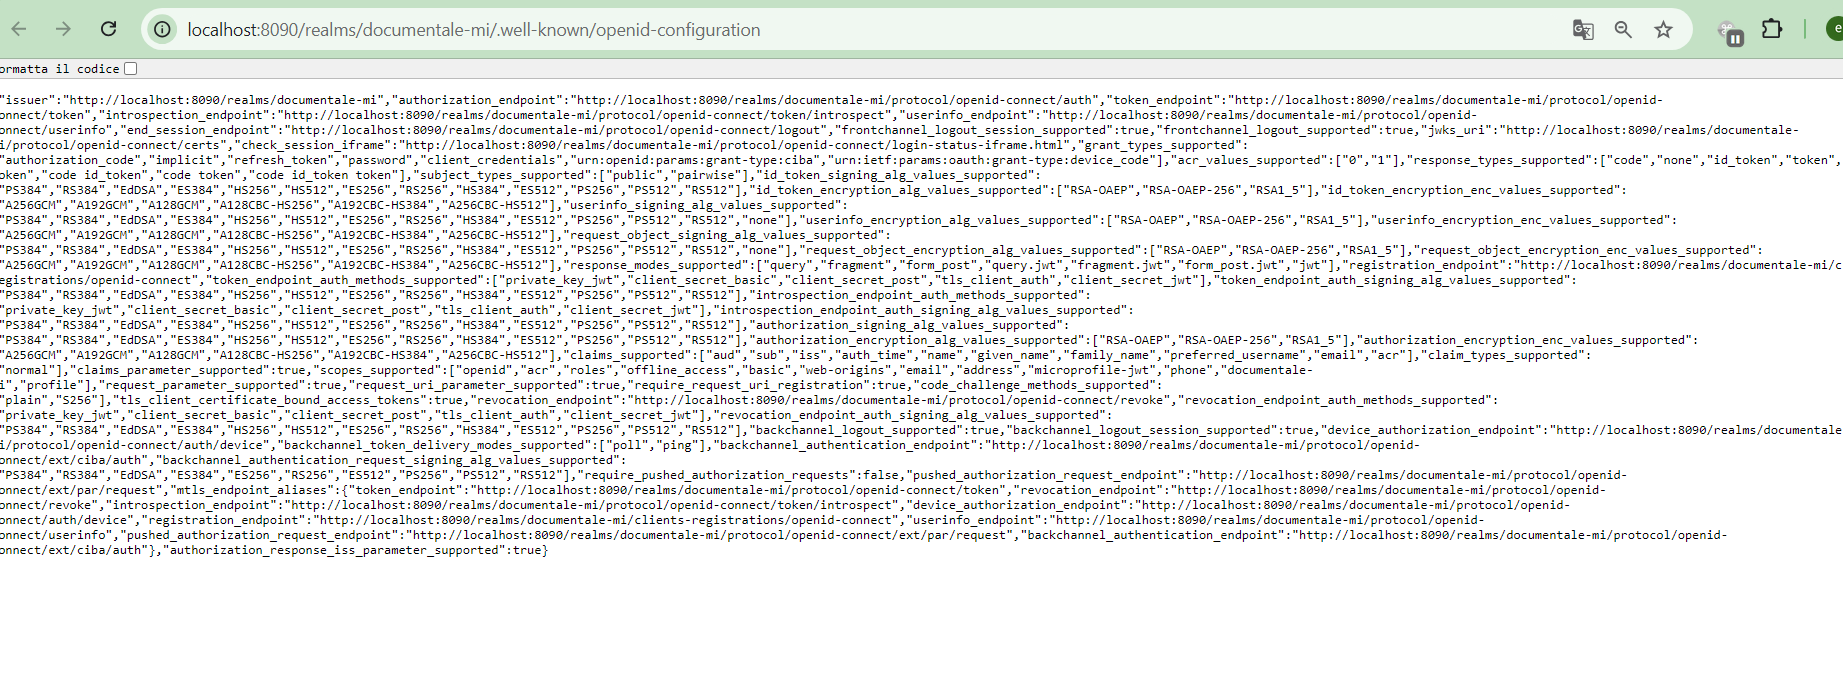 localhost:8090/realms/documentale-mi/.well-known/openid-configuration
e
ormatta il codice
"issuer":"http://localhost:8090/realms/documentale-mi","authorization_endpoint":"http://localhost:8090/realms/documentale-mi/protocol/openid-connect/auth","token_endpoint":"http://localhost:8090/realms/documentale-mi/protocol/openid-
onnect/token","introspection_endpoint":"http://localhost:8090/realms/documentale-mi/protocol/openid-connect/token/introspect","userinfo_endpoint":"http://localhost:8090/realms/documentale-mi/protocol/openid-
onnect/userinfo","end_session_endpoint":"http://localhost:8090/realms/documentale-mi/protocol/openid-connect/logout","frontchannel_logout_session_supported":true,"frontchannel_logout_supported":true,"jwks_uri":"http://localhost:8090/realms/documentale-
i/protocol/openid-connect/certs","check_session_iframe":"http://localhost:8090/realms/documentale-mi/protocol/openid-connect/login-status-iframe.html","grant_types_supported":
"authorization_code","implicit","refresh_token","password","client_credentials","urn:openid:params:grant-type:ciba","urn:ietf:params:oauth:grant-type:device_code"],"acr_values_supported":["0","1"],"response_types_supported":["code","none","id_token","token",
oken","code id_token","code token","code id_token token"],"subject_types_supported":["public","pairwise"],"id_token_signing_alg_values_supported":
"PS384","RS384","EdDSA","ES384","HS256","HS512","ES256","RS256","HS384","ES512","PS256","PS512","RS512"],"id_token_encryption_alg_values_supported":["RSA-OAEP","RSA-OAEP-256","RSA1_5"],"id_token_encryption_enc_values_supported":
"A256GCM","A192GCM","A128GCM","A128CBC-HS256","A192CBC-HS384","A256CBC-HS512"],"userinfo_signing_alg_values_supported":
"PS384","RS384","EdDSA","ES384","HS256","HS512","ES256","RS256","HS384","ES512","PS256","PS512","RS512","none"],"userinfo_encryption_alg_values_supported":["RSA-OAEP","RSA-OAEP-256","RSA1_5"],"userinfo_encryption_enc_values_supported":
"A256GCM","A192GCM","A128GCM","A128CBC-HS256","A192CBC-HS384","A256CBC-HS512"],"request_object_signing_alg_values_supported":
"PS384","RS384","EdDSA","ES384","HS256","HS512","ES256","RS256","HS384","ES512","PS256","PS512","RS512","none"],"request_object_encryption_alg_values_supported":["RSA-OAEP","RSA-OAEP-256","RSA1_5"],"request_object_encryption_enc_values_supported":
"A256GCM","A192GCM","A128GCM","A128CBC-HS256","A192CBC-HS384","A256CBC-HS512"],"response_modes_supported":["query","fragment","form_post","query.jwt","fragment.jwt","form_post.jwt","jwt"],"registration_endpoint":"http://localhost:8090/realms/documentale-mi/c
egistrations/openid-connect","token_endpoint_auth_methods_supported":["private_key_jwt","client_secret_basic","client_secret_post","tls_client_auth","client_secret_jwt"],"token_endpoint_auth_signing_alg_values_supported":
"PS384","RS384","EdDSA","ES384","HS256","HS512","ES256","RS256","HS384","ES512","PS256","PS512","RS512"],"introspection_endpoint_auth_methods_supported":
"private_key_jwt","client_secret_basic","client_secret_post","tls_client_auth","client_secret_jwt"],"introspection_endpoint_auth_signing_alg_values_supported":
"PS384","RS384","EdDSA","ES384","HS256","HS512","ES256","RS256","HS384","ES512","PS256","PS512","RS512"],"authorization_signing_alg_values_supported":
"PS384","RS384","EdDSA","ES384","HS256","HS512","ES256","RS256","HS384","ES512","PS256","PS512","RS512"],"authorization_encryption_alg_values_supported":["RSA-OAEP","RSA-OAEP-256","RSA1_5"],"authorization_encryption_enc_values_supported":
"A256GCM","A192GCM","A128GCM","A128CBC-HS256","A192CBC-HS384","A256CBC-HS512"],"claims_supported":["aud","sub","iss","auth_time","name","given_name","family_name","preferred_username","email","acr"],"claim_types_supported":
"normal"],"claims_parameter_supported":true,"scopes_supported":["openid","acr","roles","offline_access","basic","web-origins","email","address","microprofile-jwt","phone","documentale-
i","profile"],"request_parameter_supported":true,"request_uri_parameter_supported":true,"require_request_uri_registration":true,"code_challenge_methods_supported":
"plain","S256"],"tls_client_certificate_bound_access_tokens":true,"revocation_endpoint":"http://localhost:8090/realms/documentale-mi/protocol/openid-connect/revoke","revocation_endpoint_auth_methods_supported":
"private_key_jwt","client_secret_basic","client_secret_post","tls_client_auth","client_secret_jwt"],"revocation_endpoint_auth_signing_alg_values_supported":
"PS384","RS384","EdDSA","ES384","HS256","HS512","ES256","RS256","HS384","ES512","PS256","PS512","RS512"],"backchannel_logout_supported":true,"backchannel_logout_session_supported":true,"device_authorization_endpoint":"http://localhost:8090/realms/documentale
i/protocol/openid-connect/auth/device","backchannel_token_delivery_modes_supported":["poll","ping"],"backchannel_authentication_endpoint":"http://localhost:8090/realms/documentale-mi/protocol/openid-
onnect/ext/ciba/auth","backchannel_authentication_request_signing_alg_values_supported":
"PS384","RS384","EdDSA","ES384","ES256","RS256","ES512","PS256","PS512","RS512"],"require_pushed_authorization_requests":false,"pushed_authorization_request_endpoint":"http://localhost:8090/realms/documentale-mi/protocol/openid-
onnect/ext/par/request","mtls_endpoint_aliases":{"token_endpoint":"http://localhost:8090/realms/documentale-mi/protocol/openid-connect/token","revocation_endpoint":"http://localhost:8090/realms/documentale-mi/protocol/openid-
onnect/revoke","introspection_endpoint":"http://localhost:8090/realms/documentale-mi/protocol/openid-connect/token/introspect","device_authorization_endpoint":"http://localhost:8090/realms/documentale-mi/protocol/openid-
onnect/auth/device","registration_endpoint":"http://localhost:8090/realms/documentale-mi/clients-registrations/openid-connect","userinfo_endpoint":"http://localhost:8090/realms/documentale-mi/protocol/openid-
onnect/userinfo","pushed_authorization_request_endpoint":"http://localhost:8090/realms/documentale-mi/protocol/openid-connect/ext/par/request","backchannel_authentication_endpoint":"http://localhost:8090/realms/documentale-mi/protocol/openid-
onnect/ext/ciba/auth"},"authorization_response_iss_parameter_supported":true}